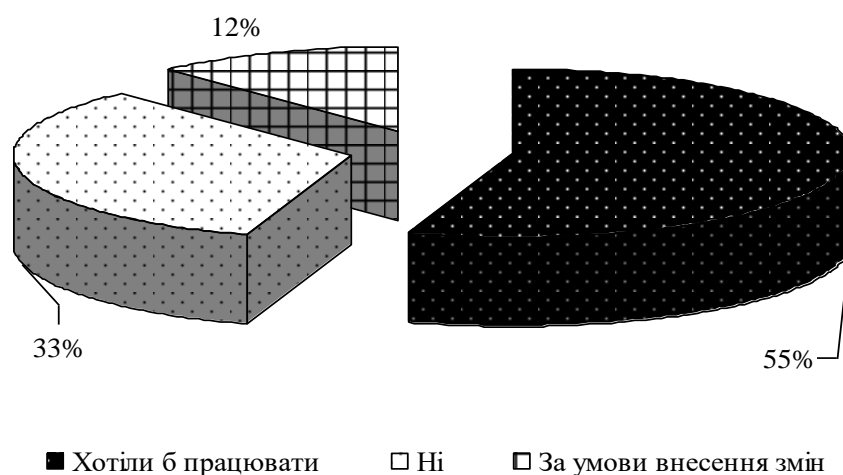 12%
33%
55%
Хотіли б працювати Ні За умови внесення змін